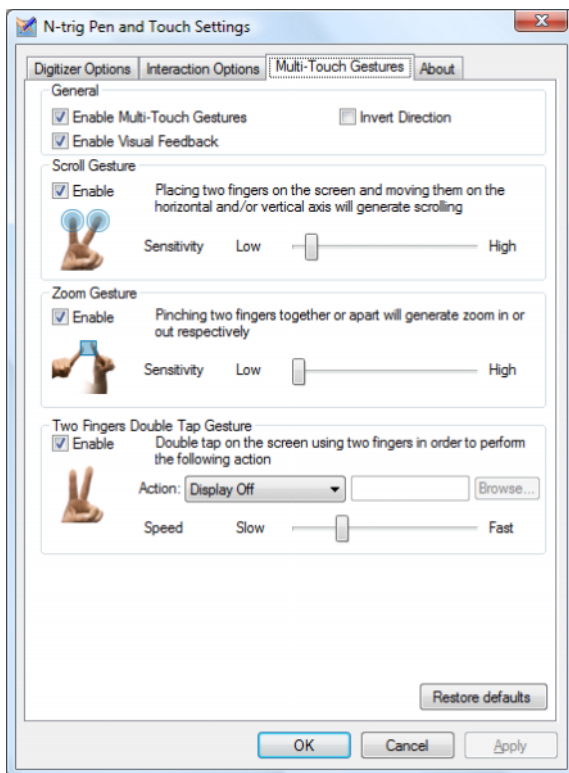 N-trig Pen and Touch Settings
Digitizer Options Interaction Options Multi-Touch Gestures About
General
Enable Multi-Touch Gestures Invert Direction
Enable Visual Feedback
Scroll Gesture
Enable Placing two fingers on the screen and moving them on the
horizontal and/or vertical axis will generate scrolling
Sensitivity Low High
Zoom Gesture
Enable Pinching two fingers together or apart will generate zoom in or
out respectively
Sensitivity Low High
Two Fingers Double Tap Gesture
Enable Double tap on the screen using two fingers in order to perform
the following action
Action: Display Off Browse...
Speed Slow Fast
Restore defaults
OK Cancel Apply